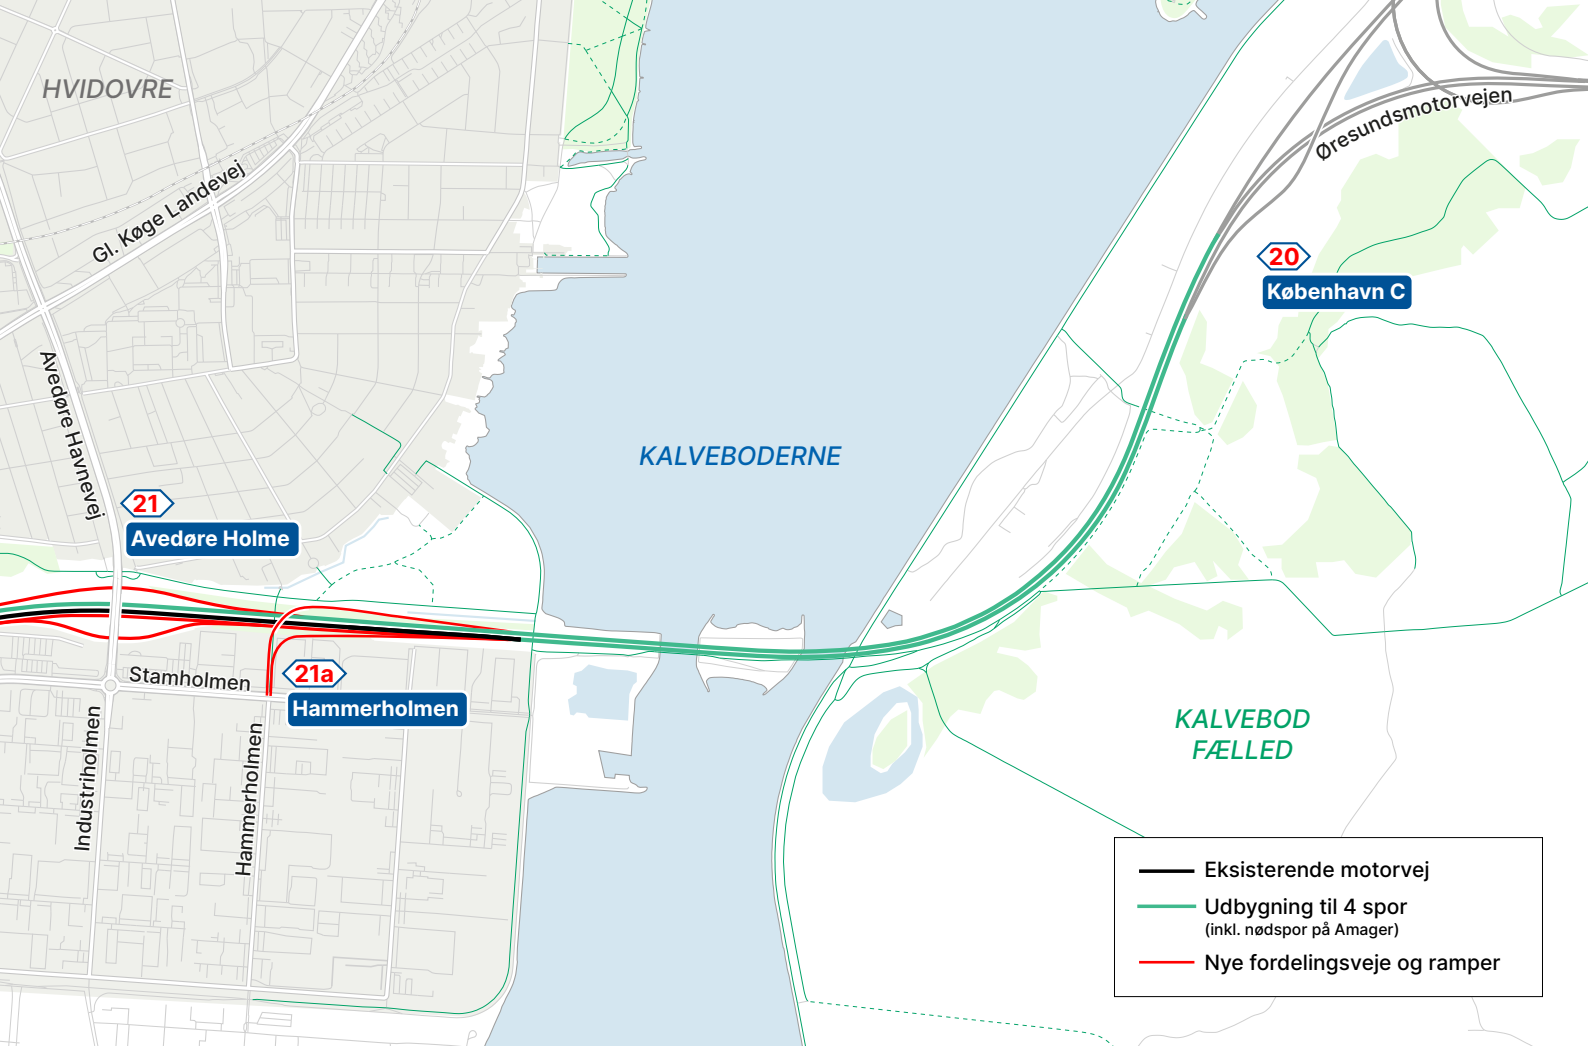 HVIDOVRE
Gl. Køge Landevej
Øresundsmotorvejen
20
København C
Avedøre Havnevej
KALVEBODERNE
21
Avedøre Holme
Stamholmen
21a
Hammerholmen
Industriholmen
Hammerholmen
KALVEBOD
FÆLLED
Eksisterende motorvej
Udbygning til 4 spor
(inkl. nødspor på Amager)
Nye fordelingsveje og ramper